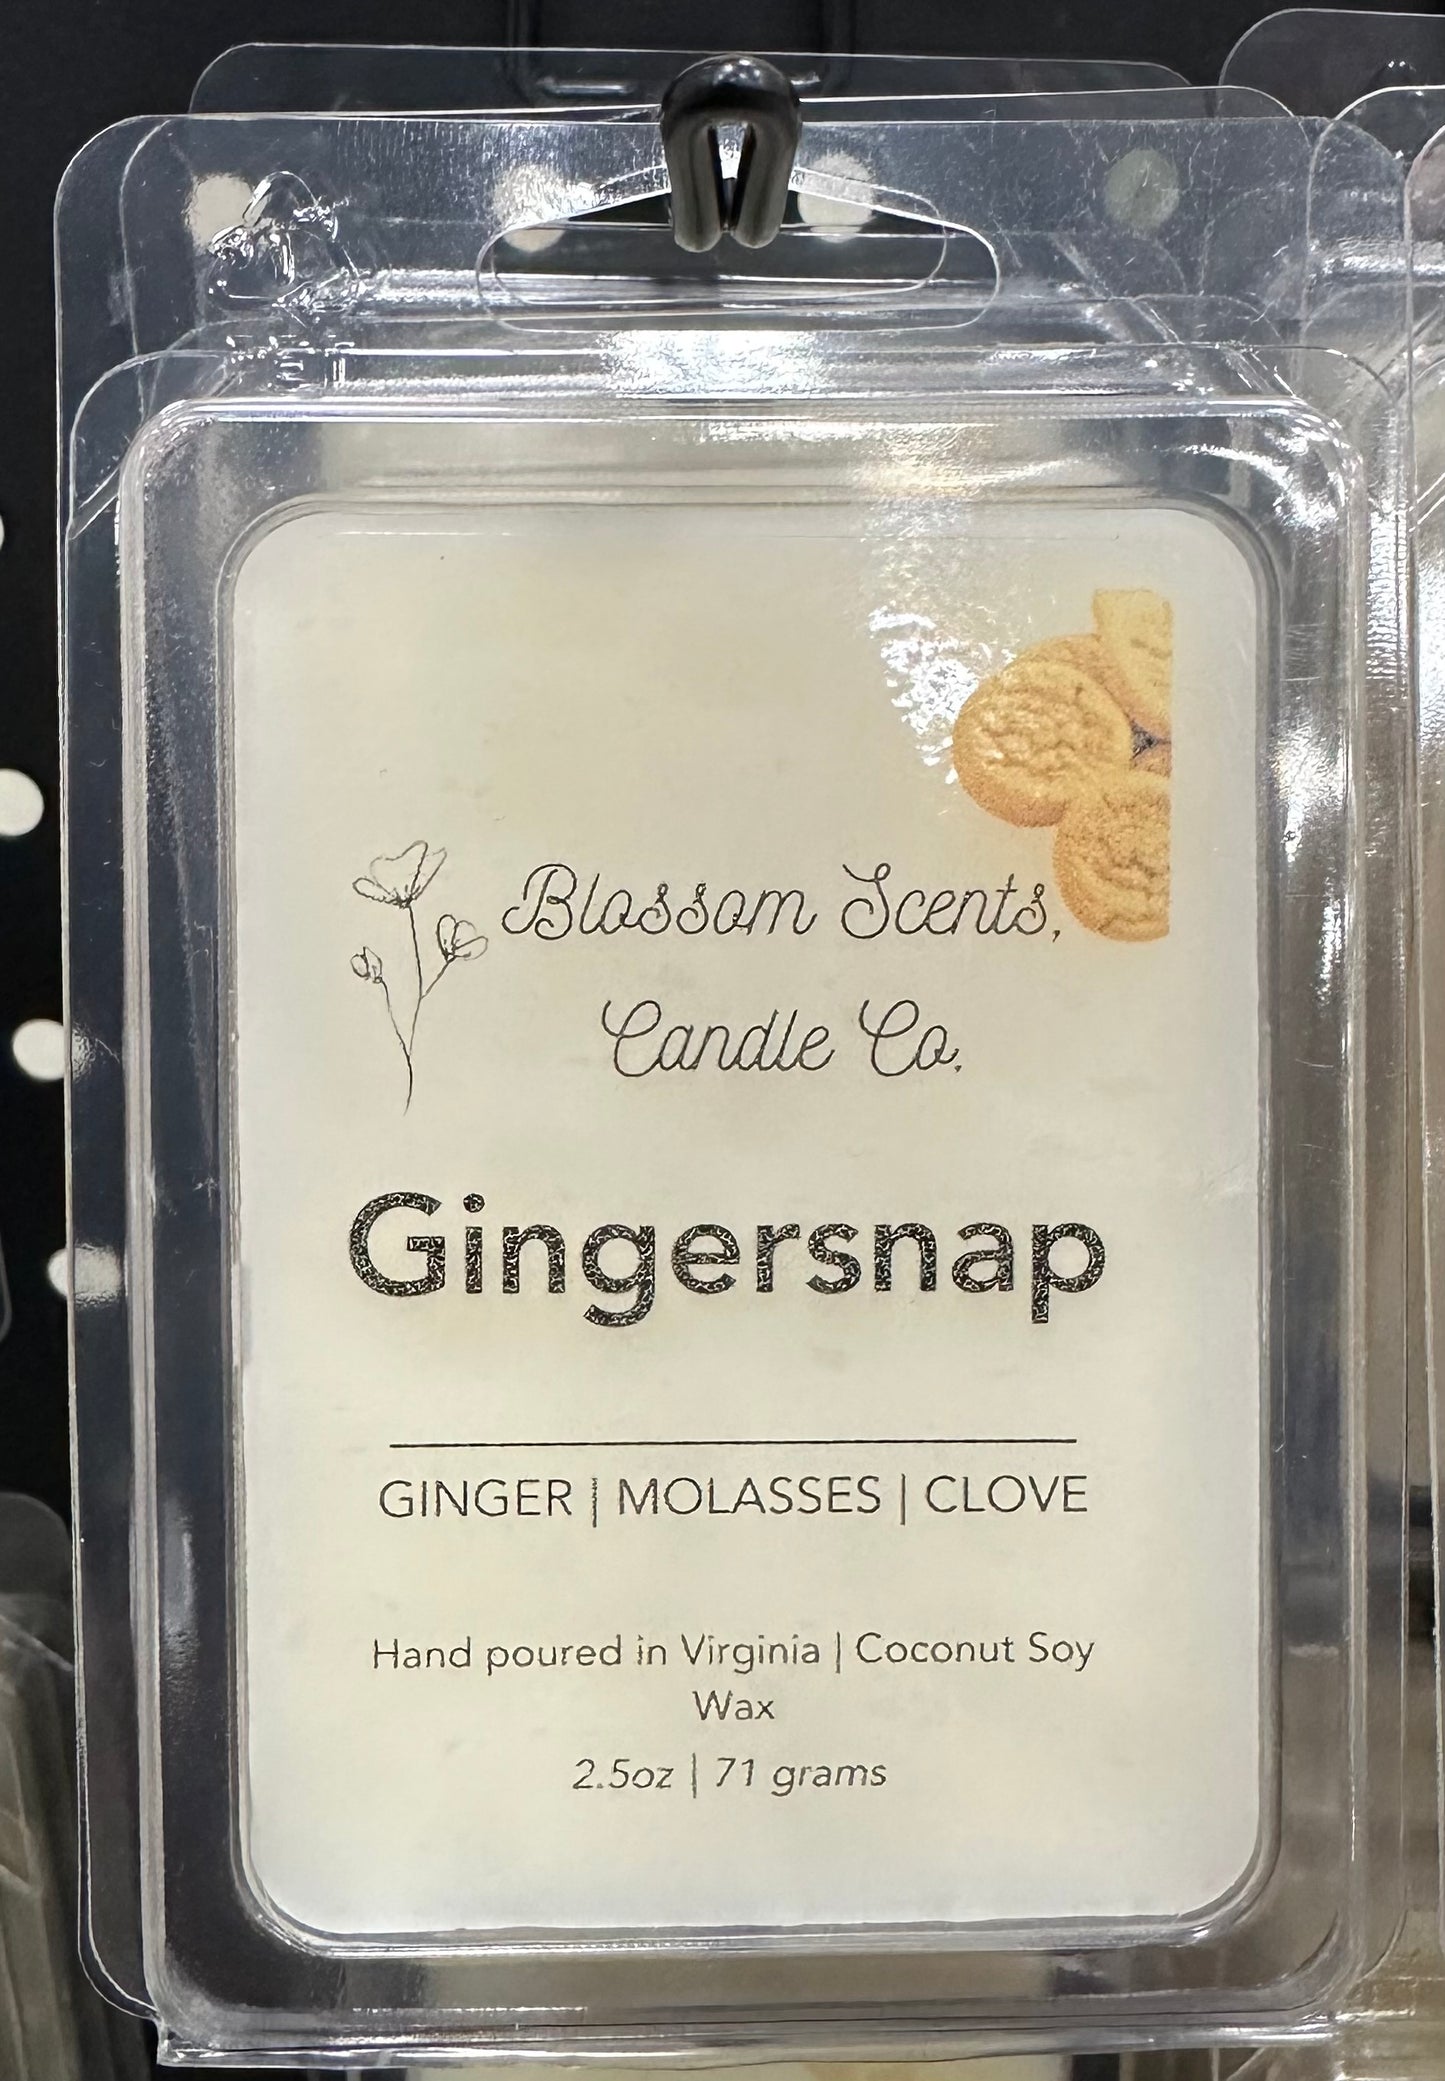 Blossom Scents,
Candle Co.
Gingersnap
GINGER | MOLASSES | CLOVE
Hand poured in Virginia | Coconut Soy
Wax
2.5oz | 71 grams